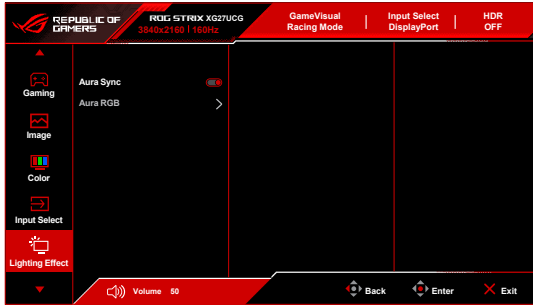 REPUBLIC OF
GAMERS
ROG STRIX XG27UCG
3840x2160 | 160Hz
GameVisual
Racing Mode
Input Select
DisplayPort
HDR
OFF
Gaming
Image
Color
Input Select
Lighting Effect
Aura Sync
Aura RGB
Volume 50
Back
Enter
Exit